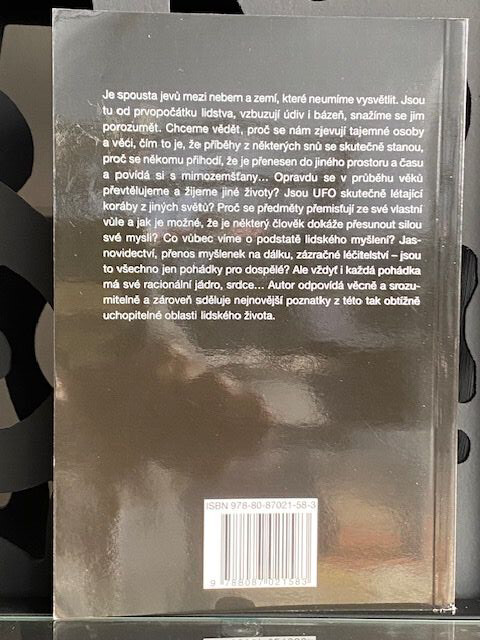 Je spousta jevů mezi nebem a zemí, které neumíme vysvětlit. Jsou
tu od prvopočátku lidstva, vzbuzují údiv i bázeň, snažíme se jim
porozumět. Chceme vědět, proč se nám zjevují tajemné osoby
a věci, čím to je, že příběhy z některých snů se skutečně stanou,
proč se někomu přihodí, že je přenesen do jiného prostoru a času
a povídá si s mimozemšťany... Opravdu se v průběhu věků
převtělujeme a žijeme jiné životy? Jsou UFO skutečně létající
koráby z jiných světů? Proč se předměty přemisťují ze své vlastní
vůle a jak je možné, že je některý člověk dokáže přesunout silou
své mysli? Co vůbec víme o podstatě lidského myšlení? Jas-
novidectví, přenos myšlenek na dálku, zázračné léčitelství – jsou
to všechno jen pohádky pro dospělé? Ale vždyť i každá pohádka
má své racionální jádro, srdce... Autor odpovídá věcně a srozu-
mitelně a zároveň sděluje nejnovější poznatky z této tak obtížně
uchopitelné oblasti lidského života.
ISBN 978-80-87021-58-3
9 788087 021583